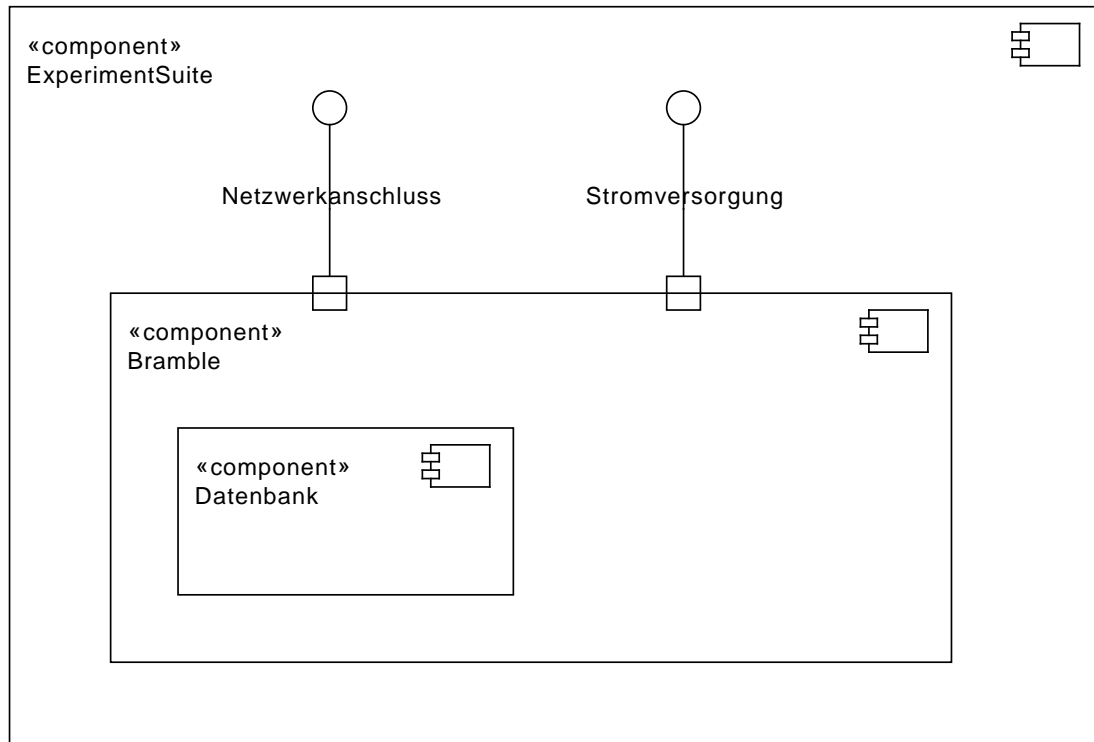 «component»
ExperimentSuite
Netzwerkanschluss
Stromversorgung
«component»
Bramble
«component»
Datenbank